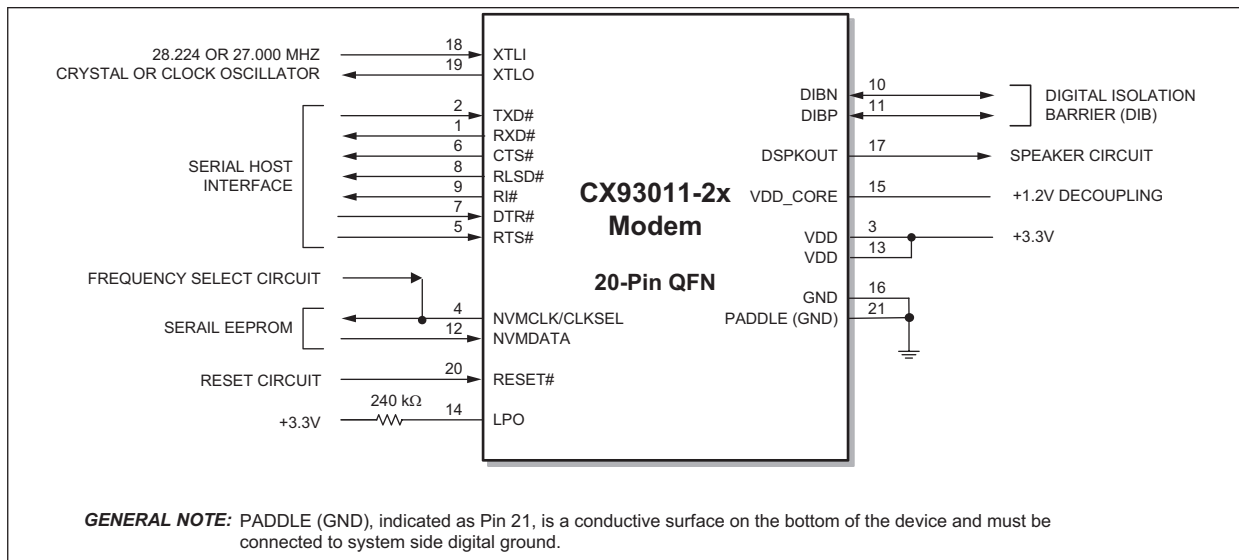 28.224 OR 27.000 MHZ
CRYSTAL OR CLOCK OSCILLATOR
18
XTLI
19
XTLO
SERIAL HOST
INTERFACE
2
TXD#
1
RXD#
6
CTS#
8
RLSD#
9
RI#
7
DTR#
5
RTS#
FREQUENCY SELECT CIRCUIT
SERAIL EEPROM
4
NVMCLK/CLKSEL
12
NVMDATA
RESET CIRCUIT
20
RESET#
+3.3V
240 kΩ
14
LPO
CX93011-2x
Modem
20-Pin QFN
DIBN
10
DIBP
11
DIGITAL ISOLATION
BARRIER (DIB)
DSPKOUT
17
SPEAKER CIRCUIT
VDD_CORE
15
+1.2V DECOUPLING
VDD
3
+3.3V
VDD
13
GND
16
PADDLE (GND)
21
GENERAL NOTE: PADDLE (GND), indicated as Pin 21, is a conductive surface on the bottom of the device and must be
connected to system side digital ground.